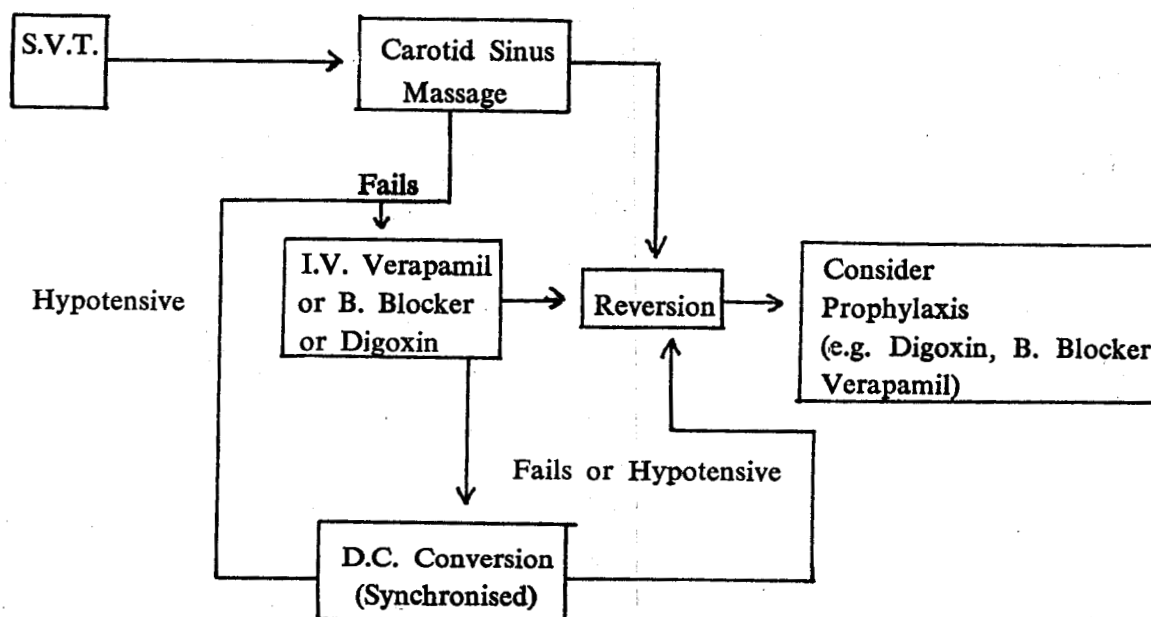 S.V.T.
Carotid Sinus
Massage
Fails
I.V. Verapamil
or B. Blocker
or Digoxin
Hypotensive
Reversion
Consider
Prophylaxis
(e.g. Digoxin, B. Blocker
Verapamil)
Fails or Hypotensive
D.C. Conversion
(Synchronised)